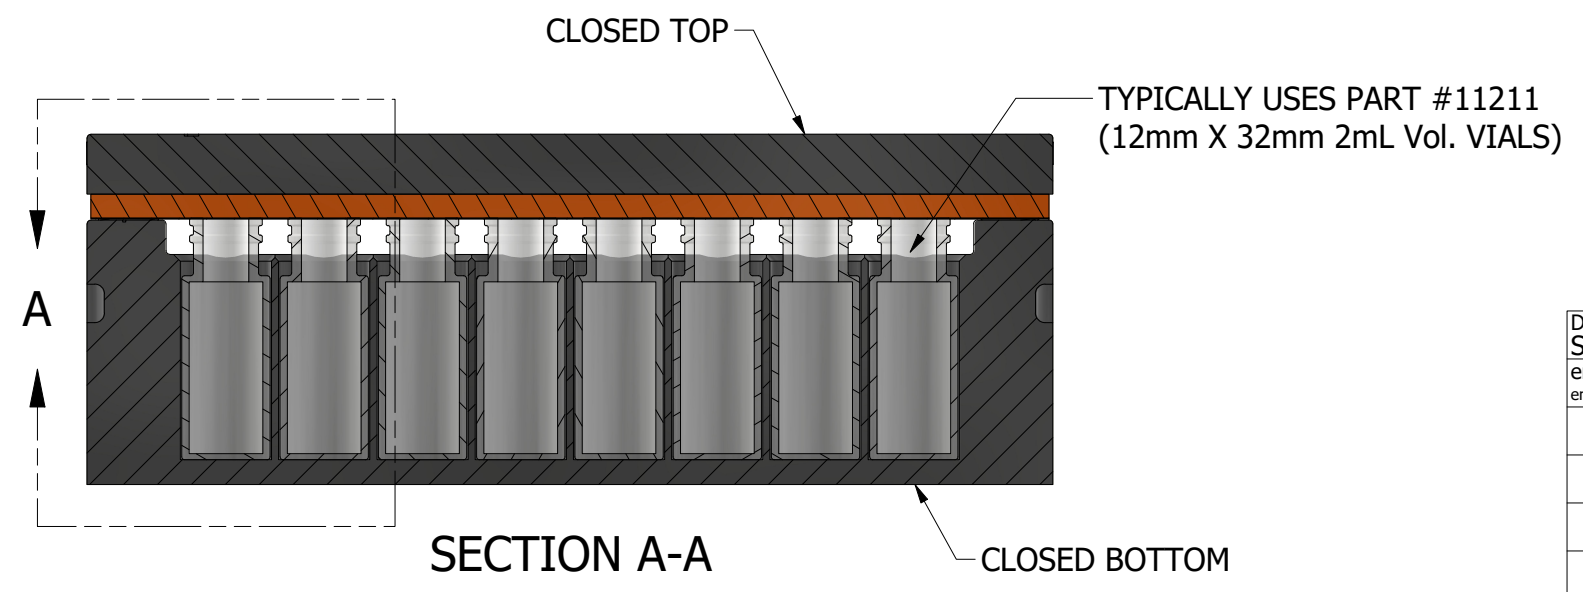 CLOSED TOP
TYPICALLY USES PART #11211
(12mm X 32mm 2mL Vol. VIALS)
A
SECTION A-A
CLOSED BOTTOM